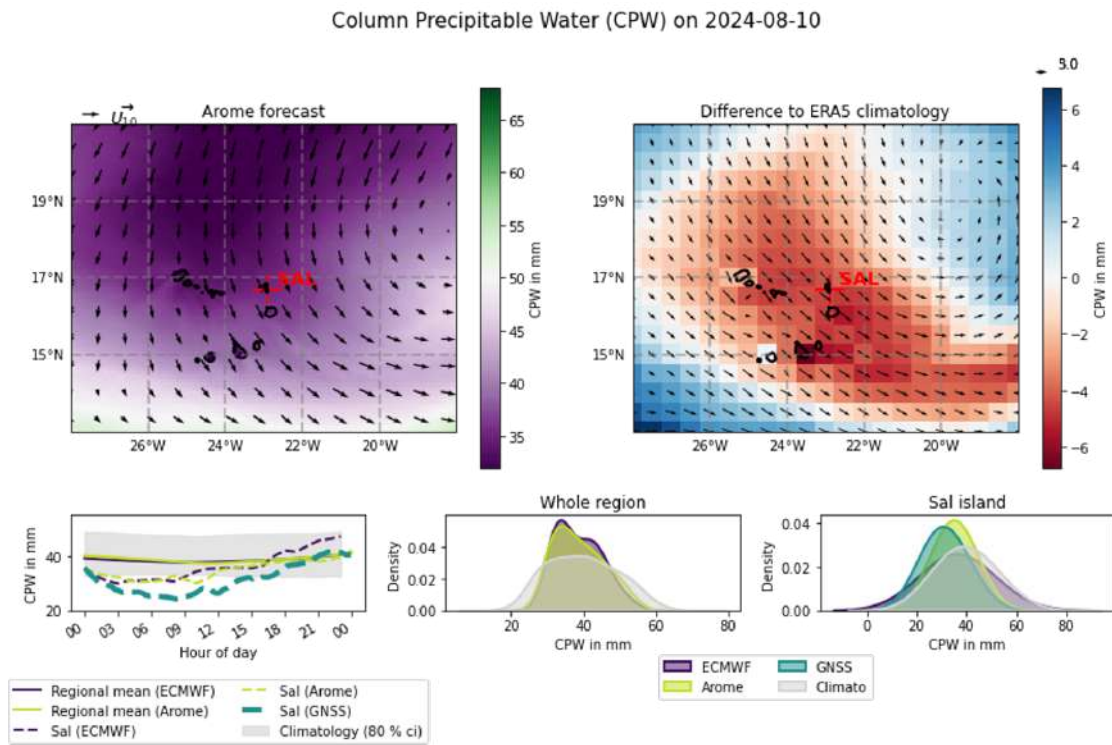 Column Precipitable Water (CPW) on 2024-08-10
U10
Arome forecast
19°N
17°N
15°N
26°W 24°W 22°W 20°W
SAL
65
60
55
50
45
40
35
CPW in mm
Difference to ERA5 climatology
19°N
17°N
15°N
26°W 24°W 22°W 20°W
SAL
6
4
2
0
−2
−4
−6
CPW in mm
CPW in mm
40
20
00 03 06 09 12 15 18 21 00
Hour of day
Regional mean (ECMWF)
Regional mean (Arome)
Sal (ECMWF)
Sal (Arome)
Sal (GNSS)
Climatology (80 % ci)
Whole region
Density
0.04
0.02
0.00
20 40 60 80
CPW in mm
Sal island
Density
0.04
0.02
0.00
0 20 40 60 80
CPW in mm
ECMWF
Arome
GNSS
Climato